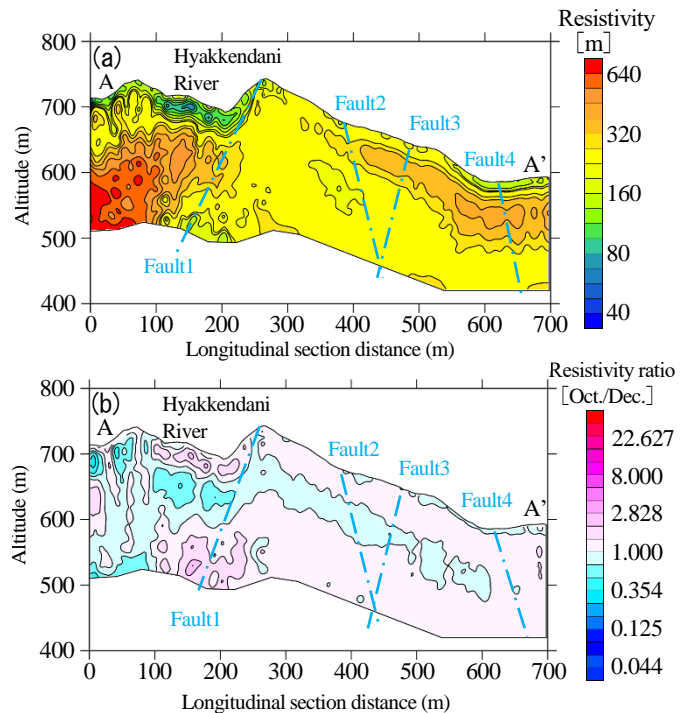 Resistivity
[m]
(a)
Hyakkendani
River
A
800
700
600
500
400
Altitude (m)
Fault1
Fault2
Fault3
Fault4
A’
640
320
160
80
40
0 100 200 300 400 500 600 700
Longitudinal section distance (m)
Resistivity ratio
[Oct./Dec.]
(b)
Hyakkendani
River
A
800
700
600
500
400
Altitude (m)
Fault1
Fault2
Fault3
Fault4
A’
22.627
8.000
2.828
1.000
0.354
0.125
0.044
0 100 200 300 400 500 600 700
Longitudinal section distance (m)